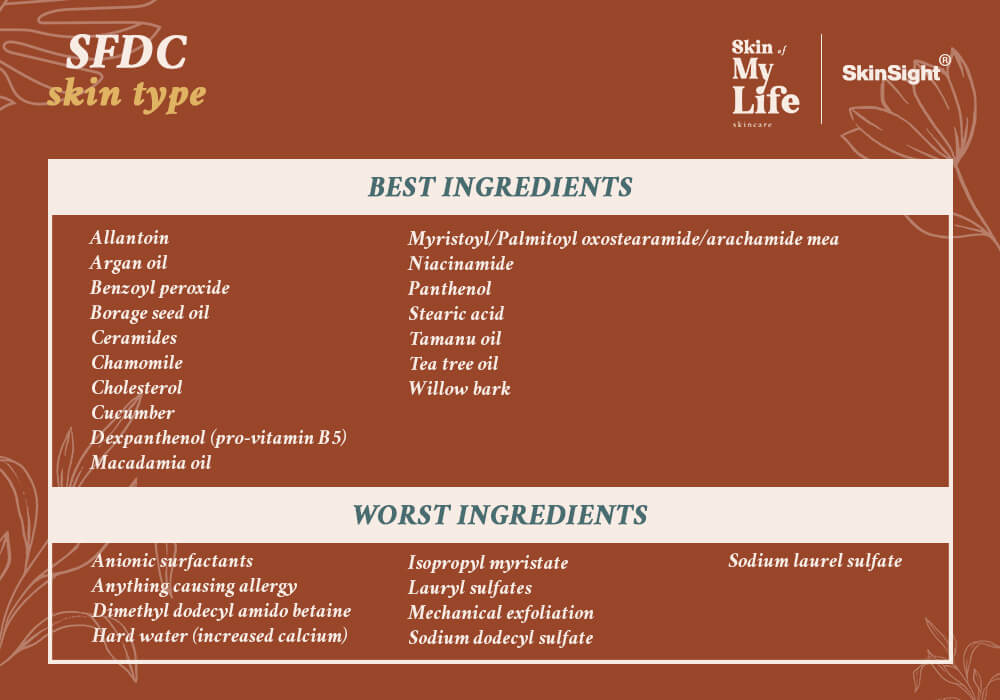 SFDC
skin type
Skin of
My
Life
skincare
SkinSight®
BEST INGREDIENTS
Allantoin
Argan oil
Benzoyl peroxide
Borage seed oil
Ceramides
Chamomile
Cholesterol
Cucumber
Dexpanthenol (pro-vitamin B5)
Macadamia oil
Myristoyl/Palmitoyl oxostearamide/arachamide mea
Niacinamide
Panthenol
Stearic acid
Tamanu oil
Tea tree oil
Willow bark
WORST INGREDIENTS
Anionic surfactants
Anything causing allergy
Dimethyl dodecyl amido betaine
Hard water (increased calcium)
Isopropyl myristate
Lauryl sulfates
Mechanical exfoliation
Sodium dodecyl sulfate
Sodium laurel sulfate